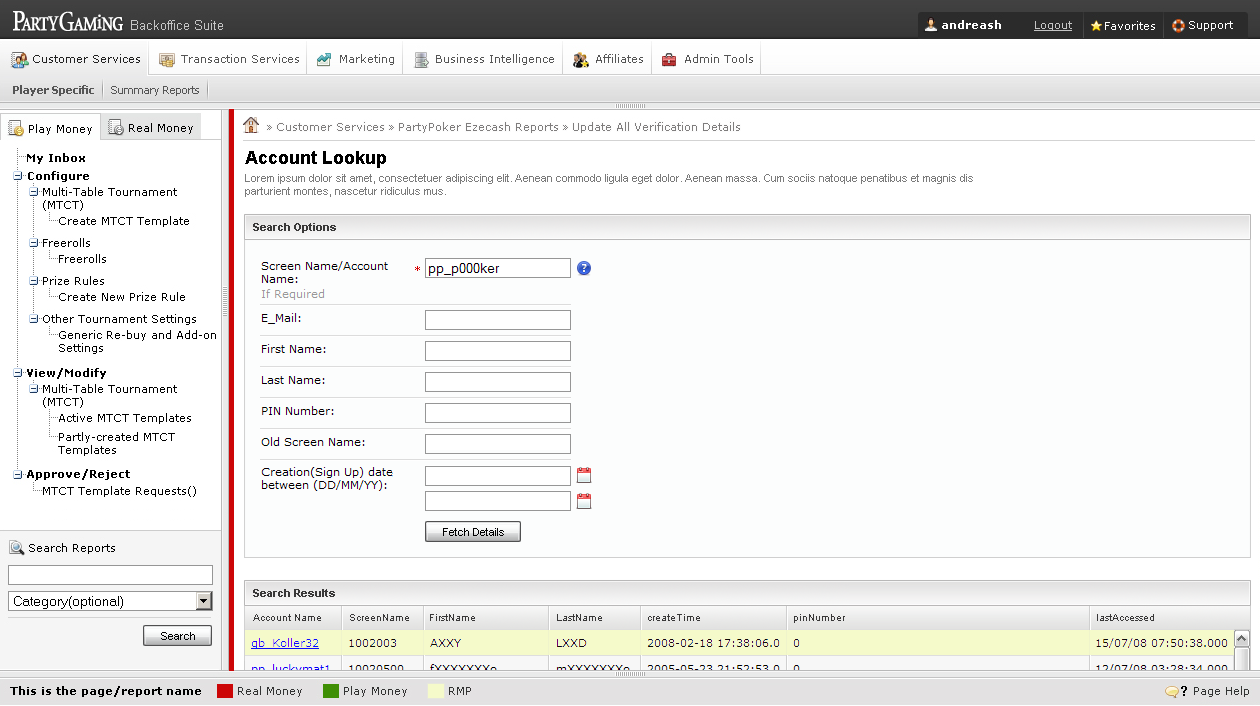 PARTYGAMING Backoffice Suite
andreash Logout Favorites Support
Customer Services Transaction Services Marketing Business Intelligence Affiliates Admin Tools
Player Specific Summary Reports
Play Money Real Money
My Inbox
Configure
Multi-Table Tournament
(MTCT)
Create MTCT Template
Freerolls
Freerolls
Prize Rules
Create New Prize Rule
Other Tournament Settings
Generic Re-buy and Add-on
Settings
View/Modify
Multi-Table Tournament
(MTCT)
Active MTCT Templates
Partly-created MTCT
Templates
Approve/Reject
MTCT Template Requests()
Search Reports
Category(optional)
Search
» Customer Services » PartyPoker Ezecash Reports » Update All Verification Details
Account Lookup
Lorem ipsum dolor sit amet, consectetuer adipiscing elit. Aenean commodo ligula eget dolor. Aenean massa. Cum sociis natoque penatibus et magnis dis
parturient montes, nascetur ridiculus mus.
Search Options
Screen Name/Account
Name:
* pp_p000ker ?
If Required
E_Mail:
First Name:
Last Name:
PIN Number:
Old Screen Name:
Creation(Sign Up) date
between (DD/MM/YY):
Fetch Details
Search Results
Account Name ScreenName FirstName LastName createTime pinNumber lastAccessed
gb_Koller32 1002003 AXXY LXXD 2008-02-18 17:38:06.0 0 15/07/08 07:50:38.000
pp_luckymat1 10020500 fXXXXXXXo mXXXXXXXo 2005-05-23 21:52:53.0 0 12/07/08 03:28:34.000
This is the page/report name Real Money Play Money RMP ? Page Help